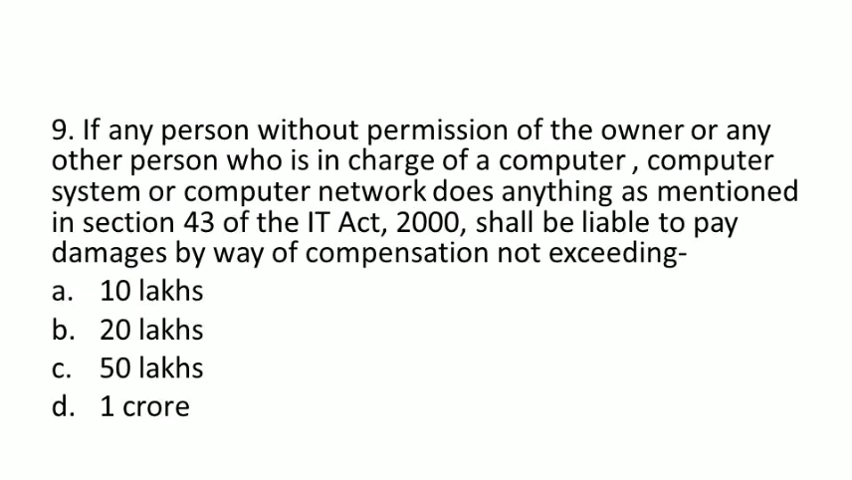 9. If any person without permission of the owner or any
other person who is in charge of a computer , computer
system or computer network does anything as mentioned
in section 43 of the IT Act, 2000, shall be liable to pay
damages by way of compensation not exceeding-
a. 10 lakhs
b. 20 lakhs
c. 50 lakhs
d. 1 crore